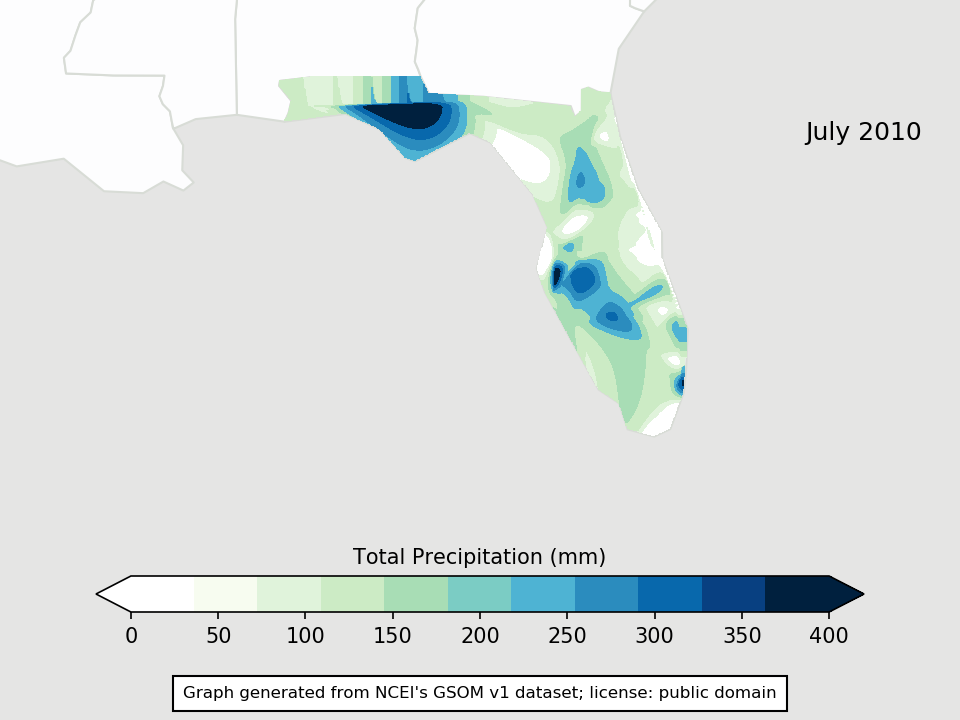 July 2010
Total Precipitation (mm)
0 50 100 150 200 250 300 350 400
Graph generated from NCEI's GSOM v1 dataset; license: public domain